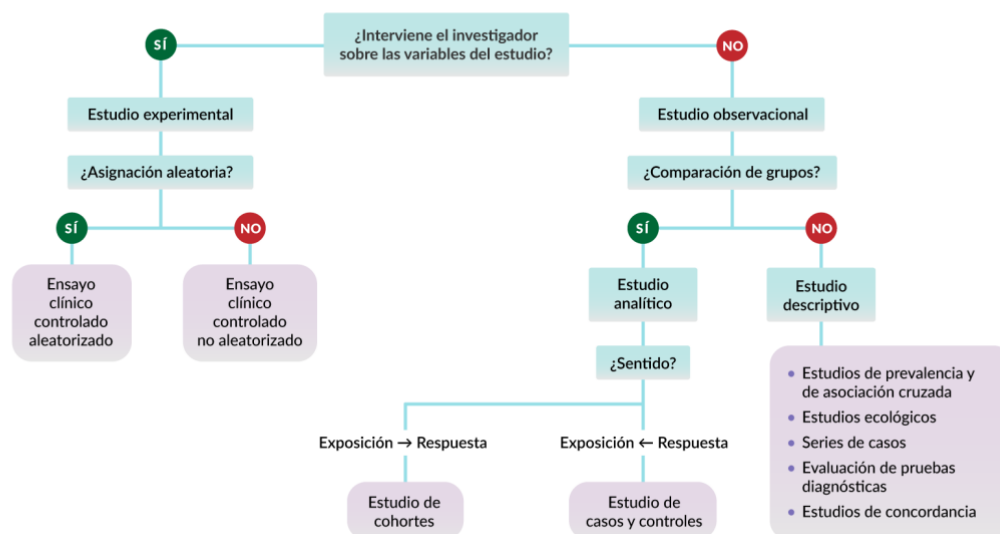 ¿Interviene el investigador
sobre las variables del estudio?
SÍ
NO
Estudio experimental
Estudio observacional
¿Asignación aleatoria?
¿Comparación de grupos?
SÍ
NO
SÍ
NO
Ensayo
clínico
controlado
aleatorizado
Ensayo
clínico
controlado
no aleatorizado
Estudio
analítico
Estudio
descriptivo
¿Sentido?
• Estudios de prevalencia y
de asociación cruzada
• Estudios ecológicos
• Series de casos
• Evaluación de pruebas
diagnósticas
• Estudios de concordancia
Exposición → Respuesta
Exposición ← Respuesta
Estudio de
cohortes
Estudio de
casos y controles